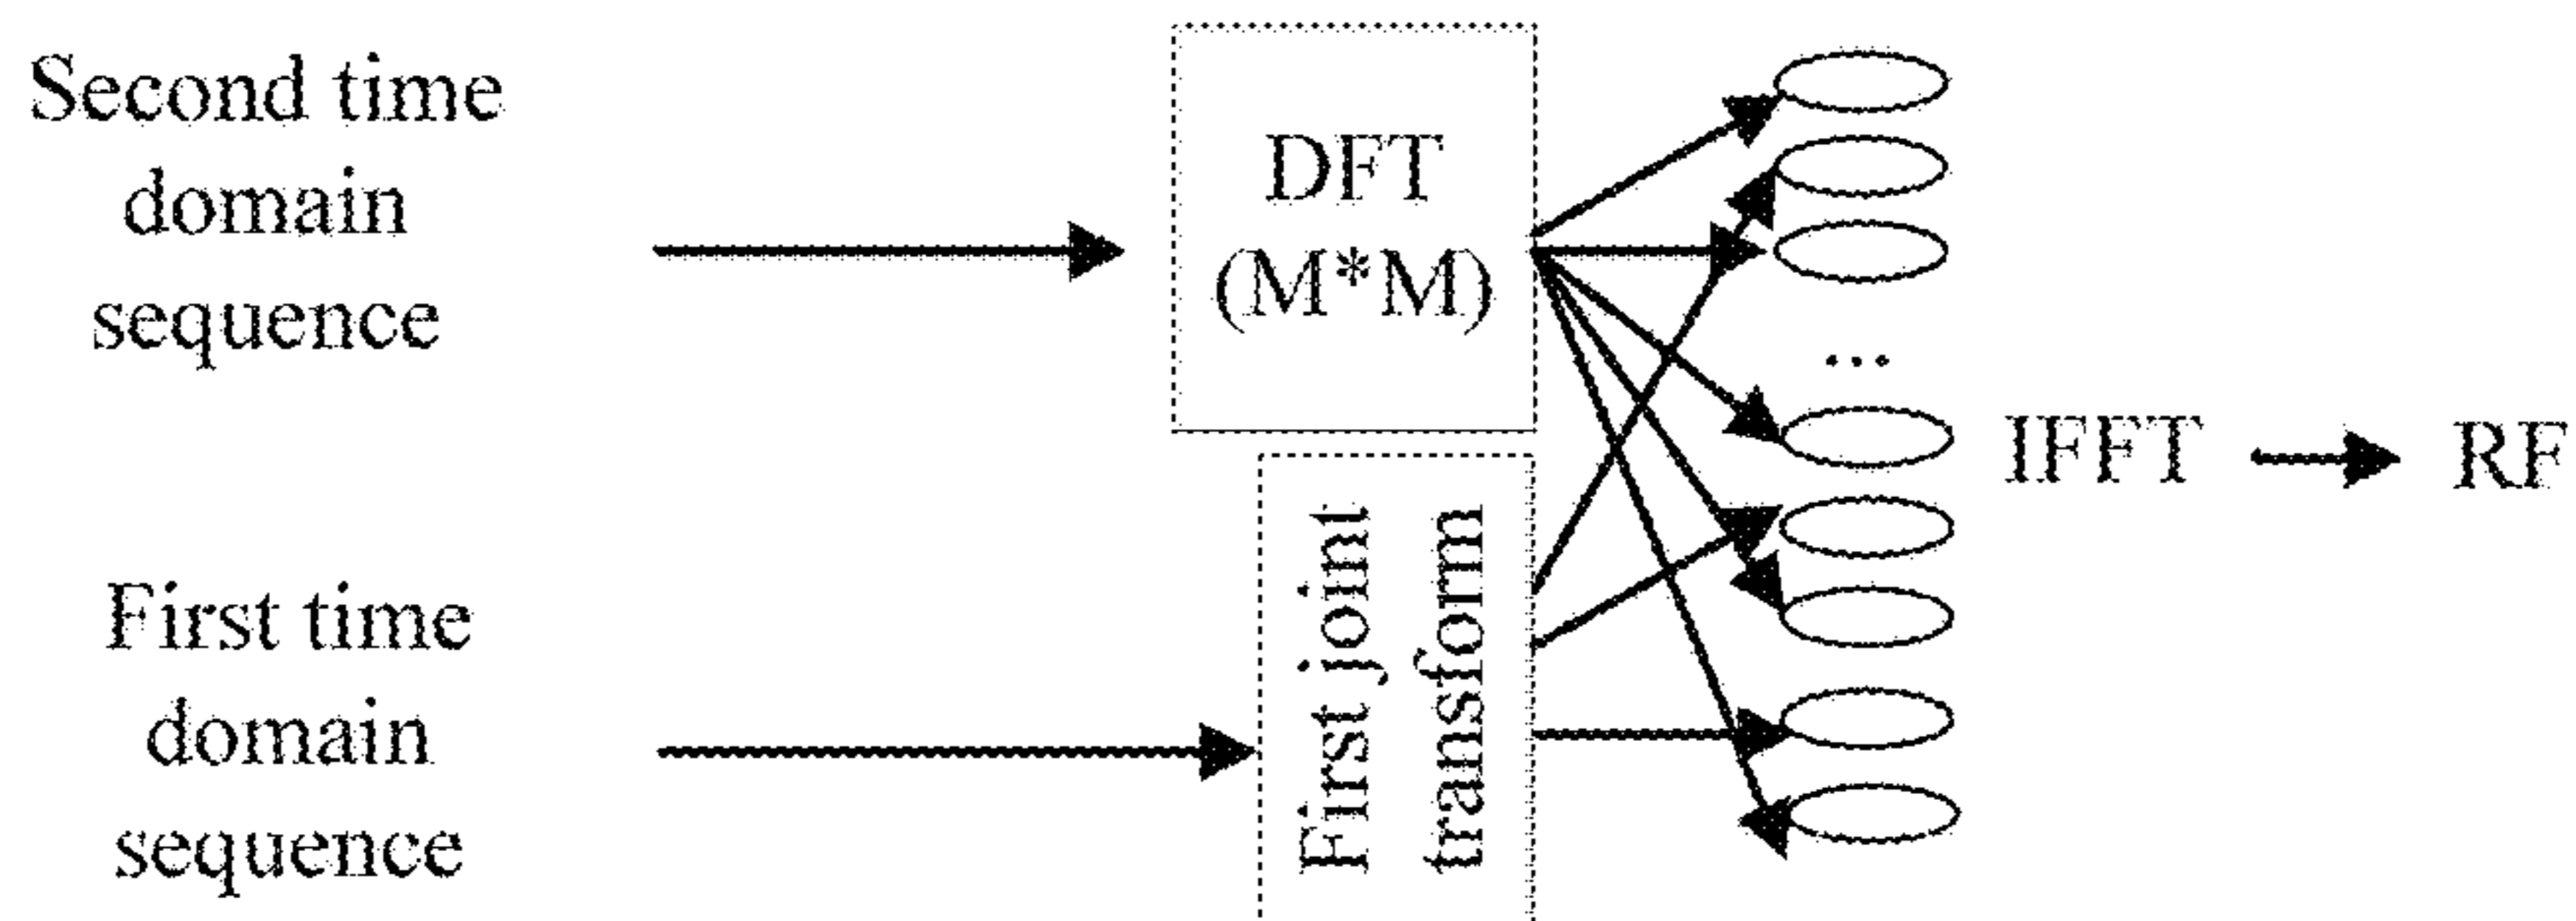 Second time
domain
sequence
DFT
(M*M)
...
IFFT
RF
First time
domain
sequence
First joint
transform